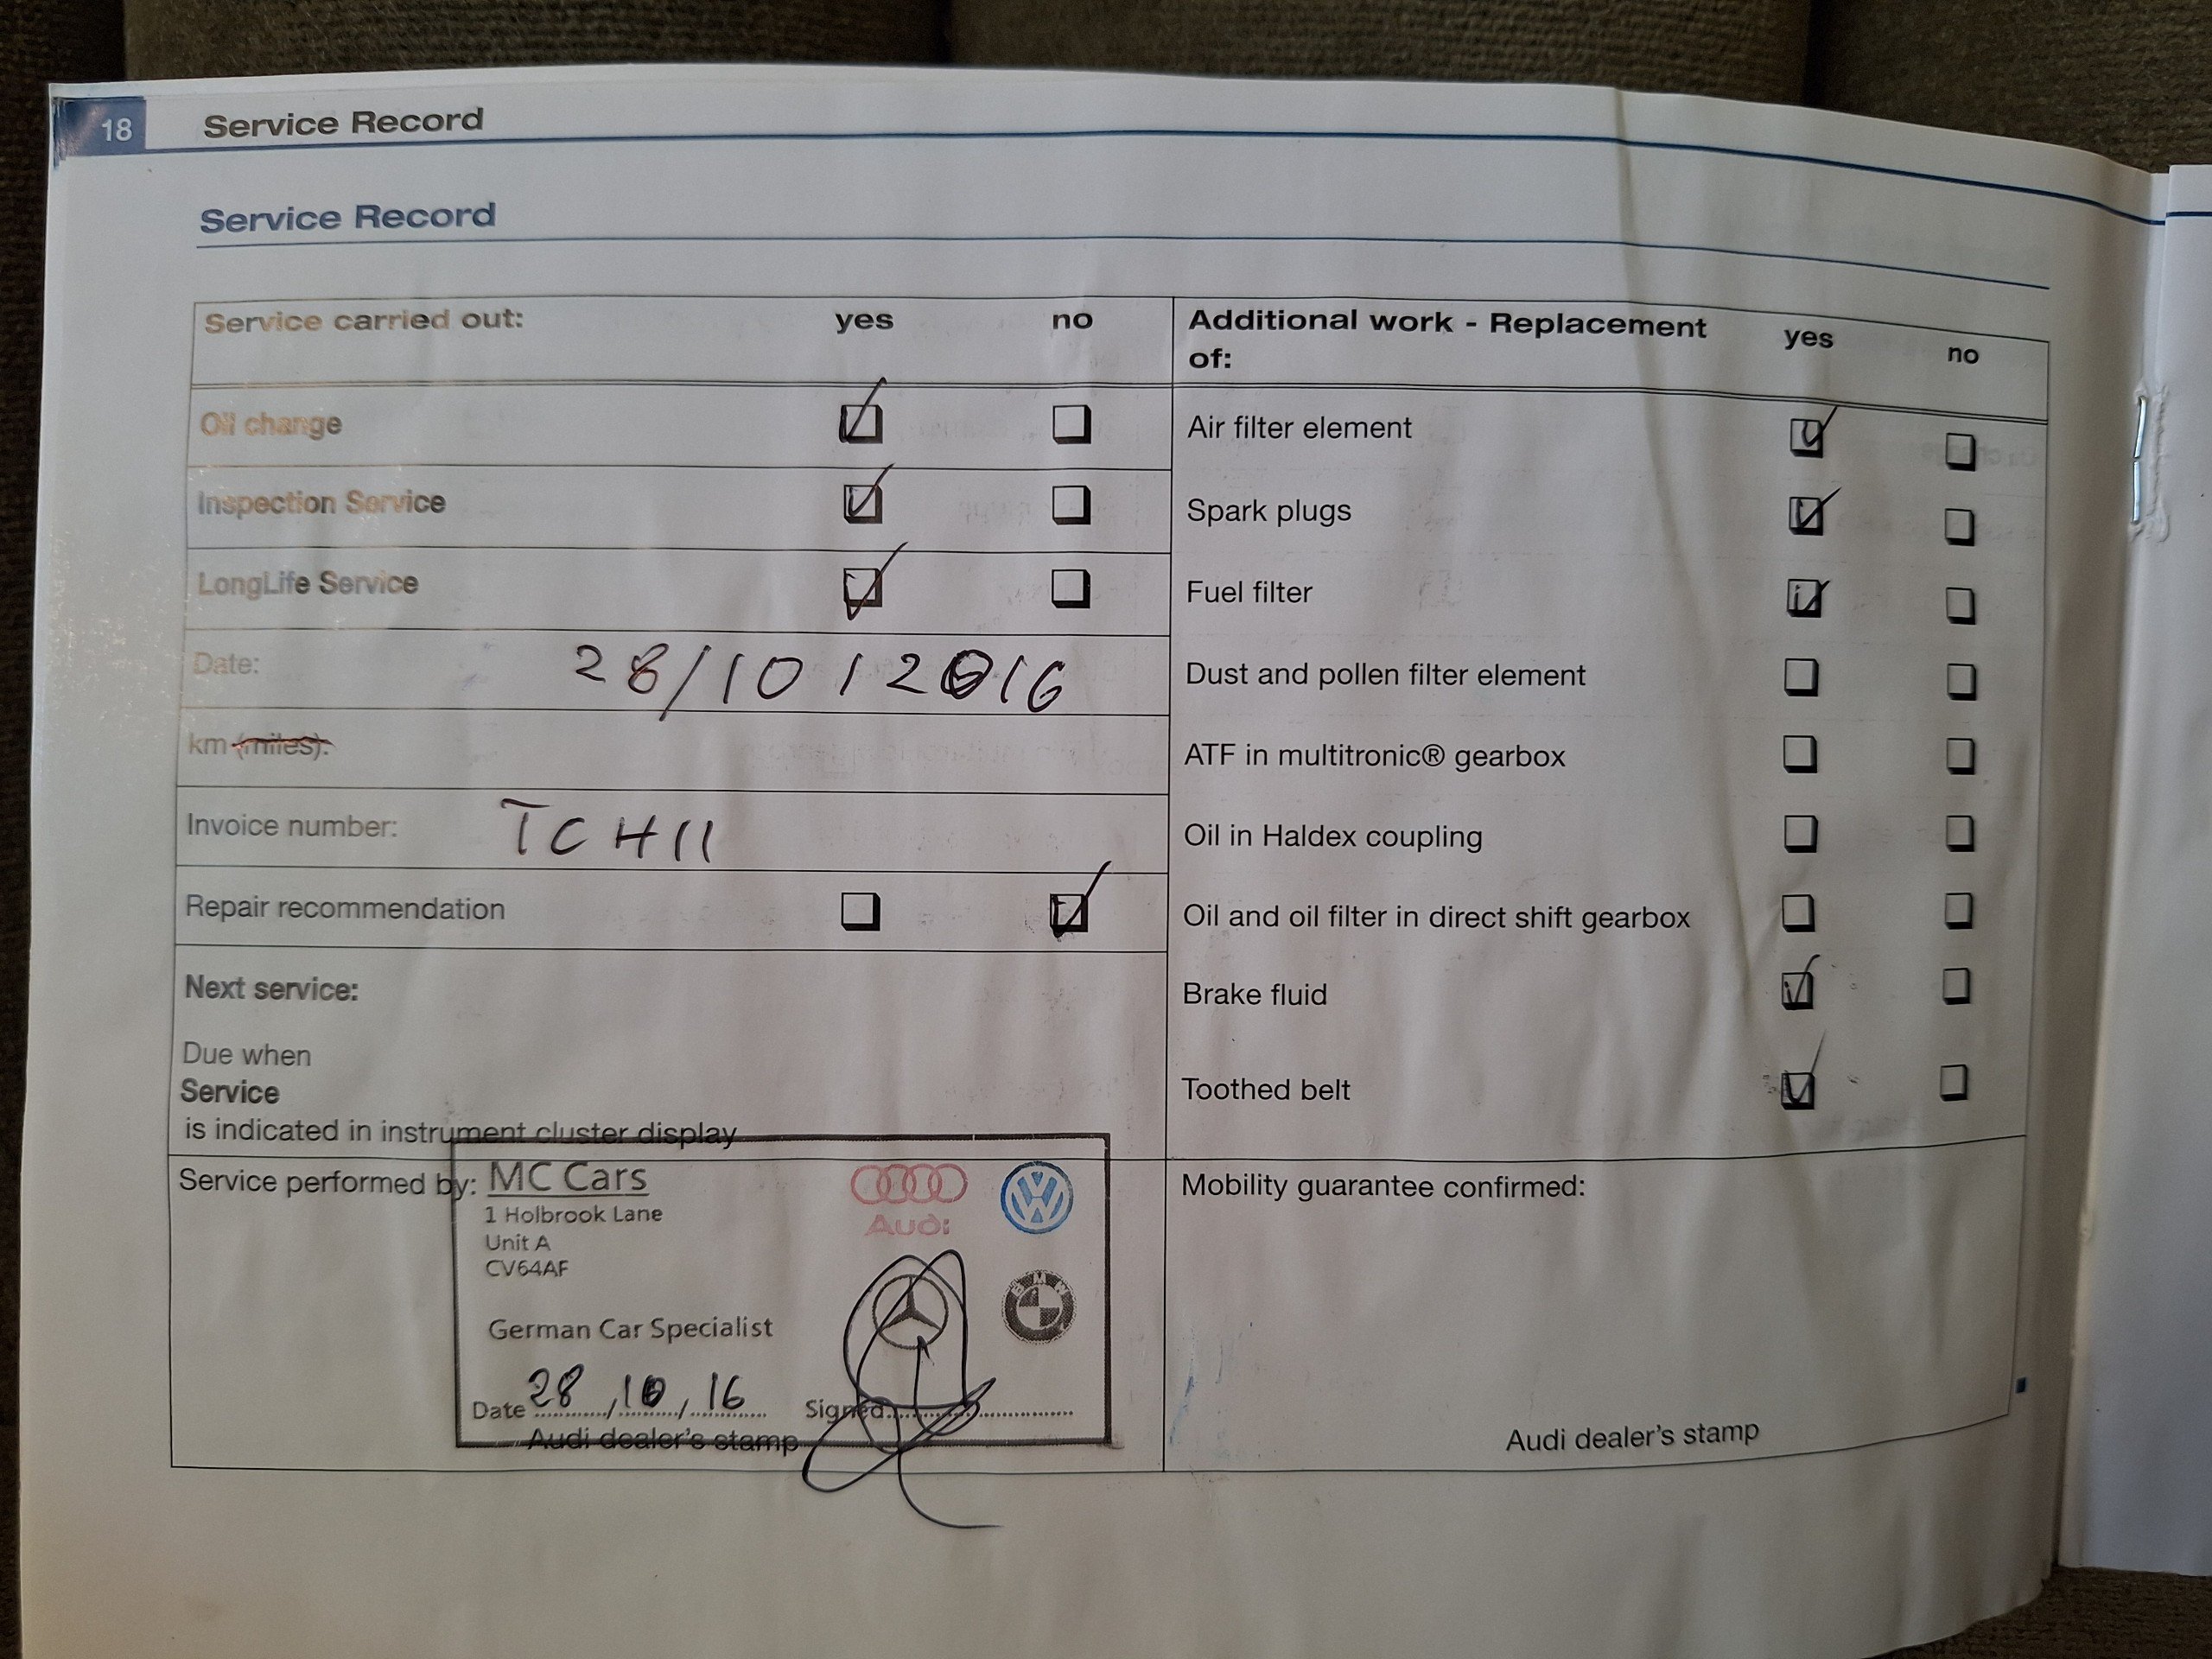 18 Service Record
Service Record
Service carried out: yes no
Oil change
Inspection Service
LongLife Service
Date: 28/10/2016
km (miles):
Invoice number: TCH11
Repair recommendation
Next service:
Due when
Service
is indicated in instrument cluster display
Service performed by:
MC Cars
1 Holbrook Lane
Unit A
CV64AF
German Car Specialist
Audi
BMW
Date 28/10/16 Signed
Audi dealer's stamp
Additional work - Replacement
of: yes no
Air filter element
Spark plugs
Fuel filter
Dust and pollen filter element
ATF in multitronic® gearbox
Oil in Haldex coupling
Oil and oil filter in direct shift gearbox
Brake fluid
Toothed belt
Mobility guarantee confirmed:
Audi dealer's stamp